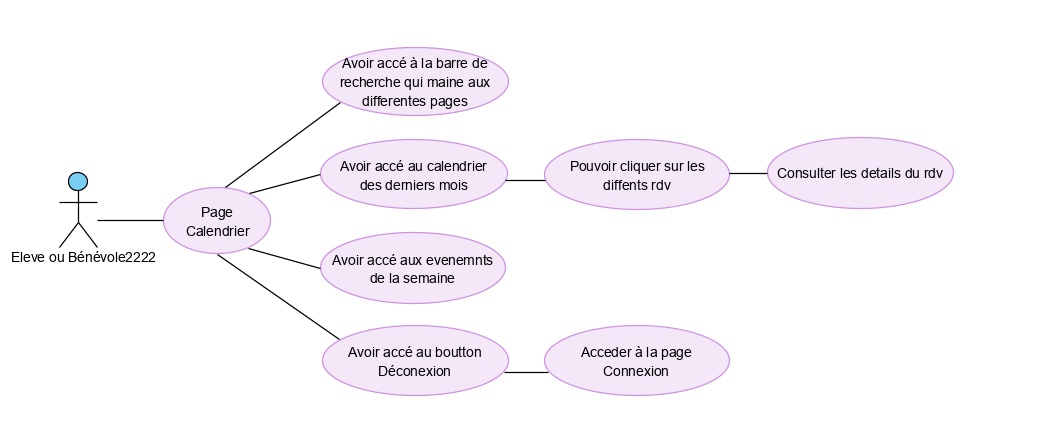 Avoir accé à la barre de
recherche qui maine aux
differentes pages
Avoir accé au calendrier
des derniers mois
Pouvoir cliquer sur les
diffents rdv
Consulter les details du rdv
Page
Calendrier
Eleve ou Bénévole2222
Avoir accé aux evenemnts
de la semaine
Avoir accé au boutton
Déconexion
Acceder à la page
Connexion